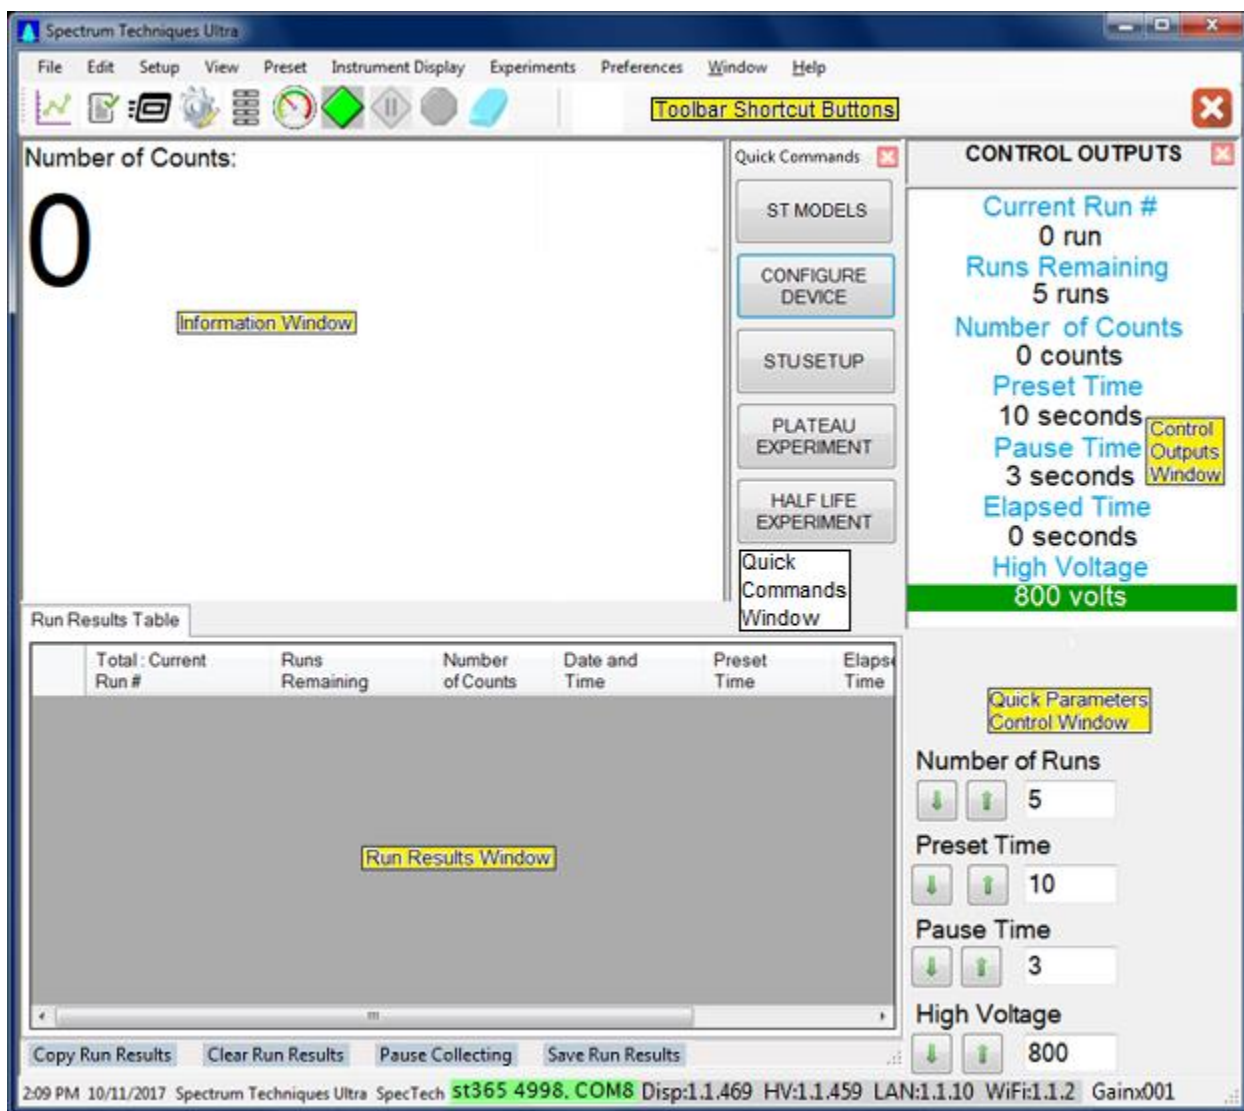 Spectrum Techniques Ultra
File Edit Setup View Preset Instrument Display Experiments Preferences Window Help
Toolbar Shortcut Buttons
Number of Counts:
0
Information Window
Quick Commands
ST MODELS
CONFIGURE
DEVICE
STU SETUP
PLATEAU
EXPERIMENT
HALF LIFE
EXPERIMENT
Quick
Commands
Window
CONTROL OUTPUTS
Current Run #
0 run
Runs Remaining
5 runs
Number of Counts
0 counts
Preset Time
10 seconds
Pause Time
3 seconds
Elapsed Time
0 seconds
High Voltage
800 volts
Control
Outputs
Window
Run Results Table
Total : Current Runs Number Date and Preset Elapse
Run # Remaining of Counts Time Time Time
Run Results Window
Quick Parameters
Control Window
Number of Runs
5
Preset Time
10
Pause Time
3
High Voltage
800
Copy Run Results Clear Run Results Pause Collecting Save Run Results
2:09 PM 10/11/2017 Spectrum Techniques Ultra SpecTech st365 4998, COM8 Disp:1.1.469 HV:1.1.459 LAN:1.1.10 WiFi:1.1.2 Gainx001